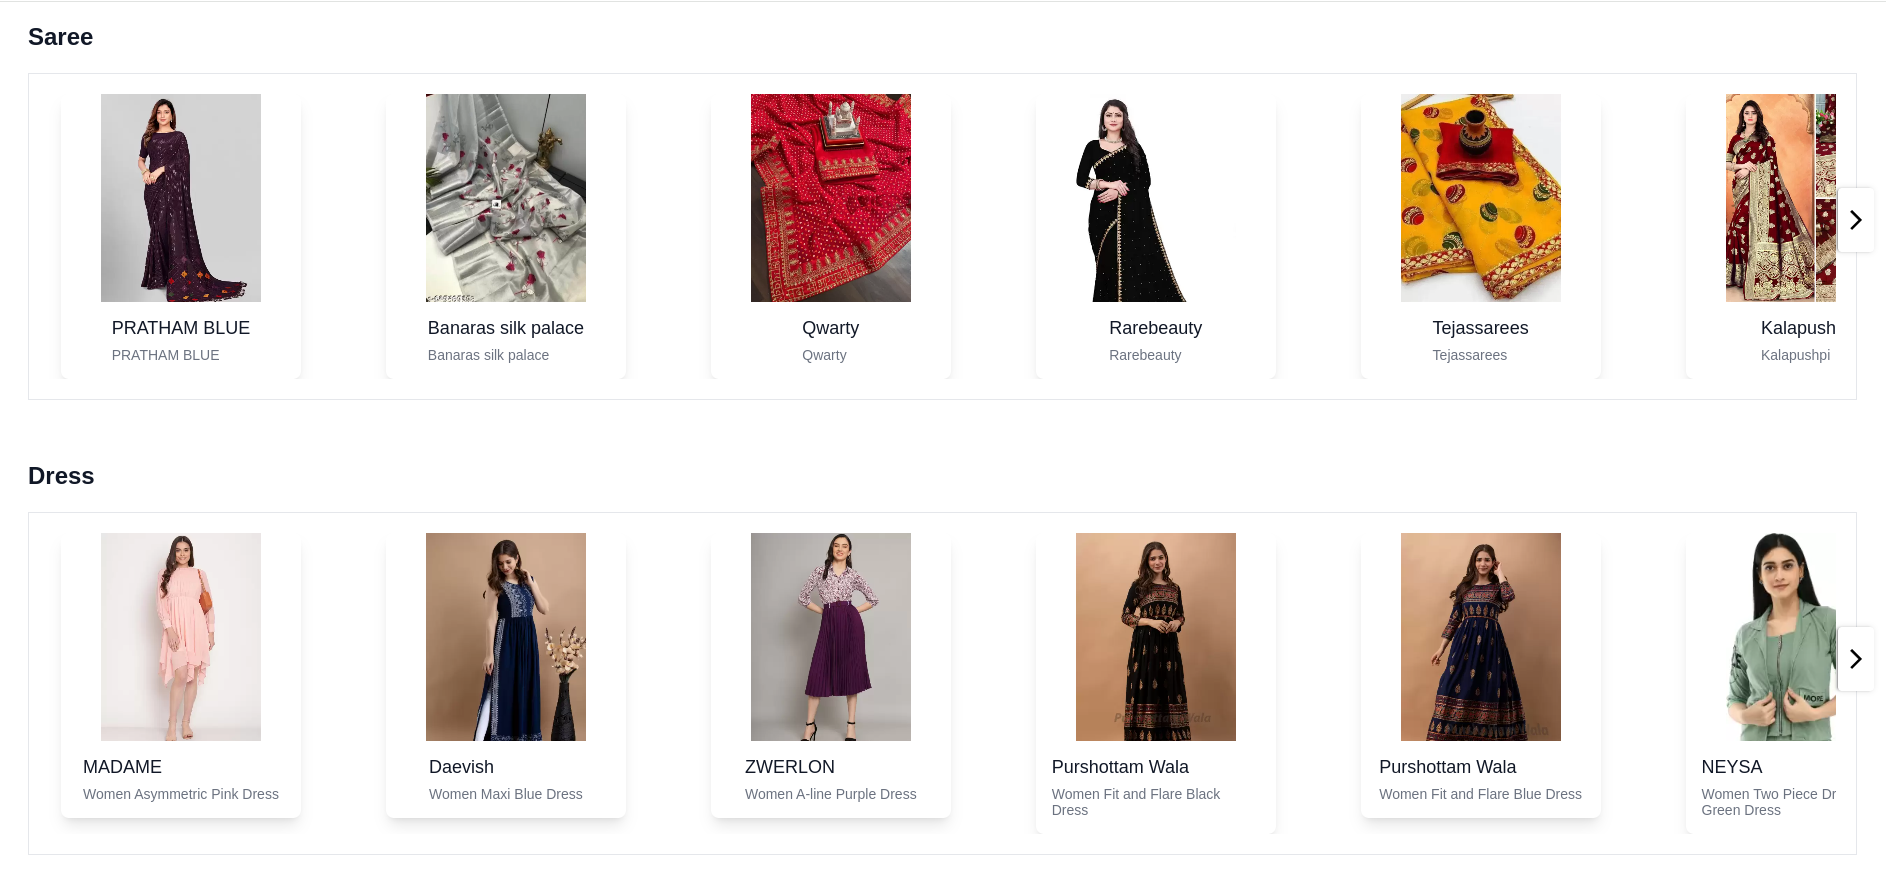 Saree
PRATHAM BLUE
PRATHAM BLUE
Banaras silk palace
Banaras silk palace
Qwarty
Qwarty
Rarebeauty
Rarebeauty
Tejassarees
Tejassarees
Kalapush
Kalapushpi
Dress
MADAME
Women Asymmetric Pink Dress
Daevish
Women Maxi Blue Dress
ZWERLON
Women A-line Purple Dress
Purshottam Wala
Women Fit and Flare Black
Dress
Purshottam Wala
Women Fit and Flare Blue Dress
MORE
NEYSA
Women Two Piece Dr
Green Dress